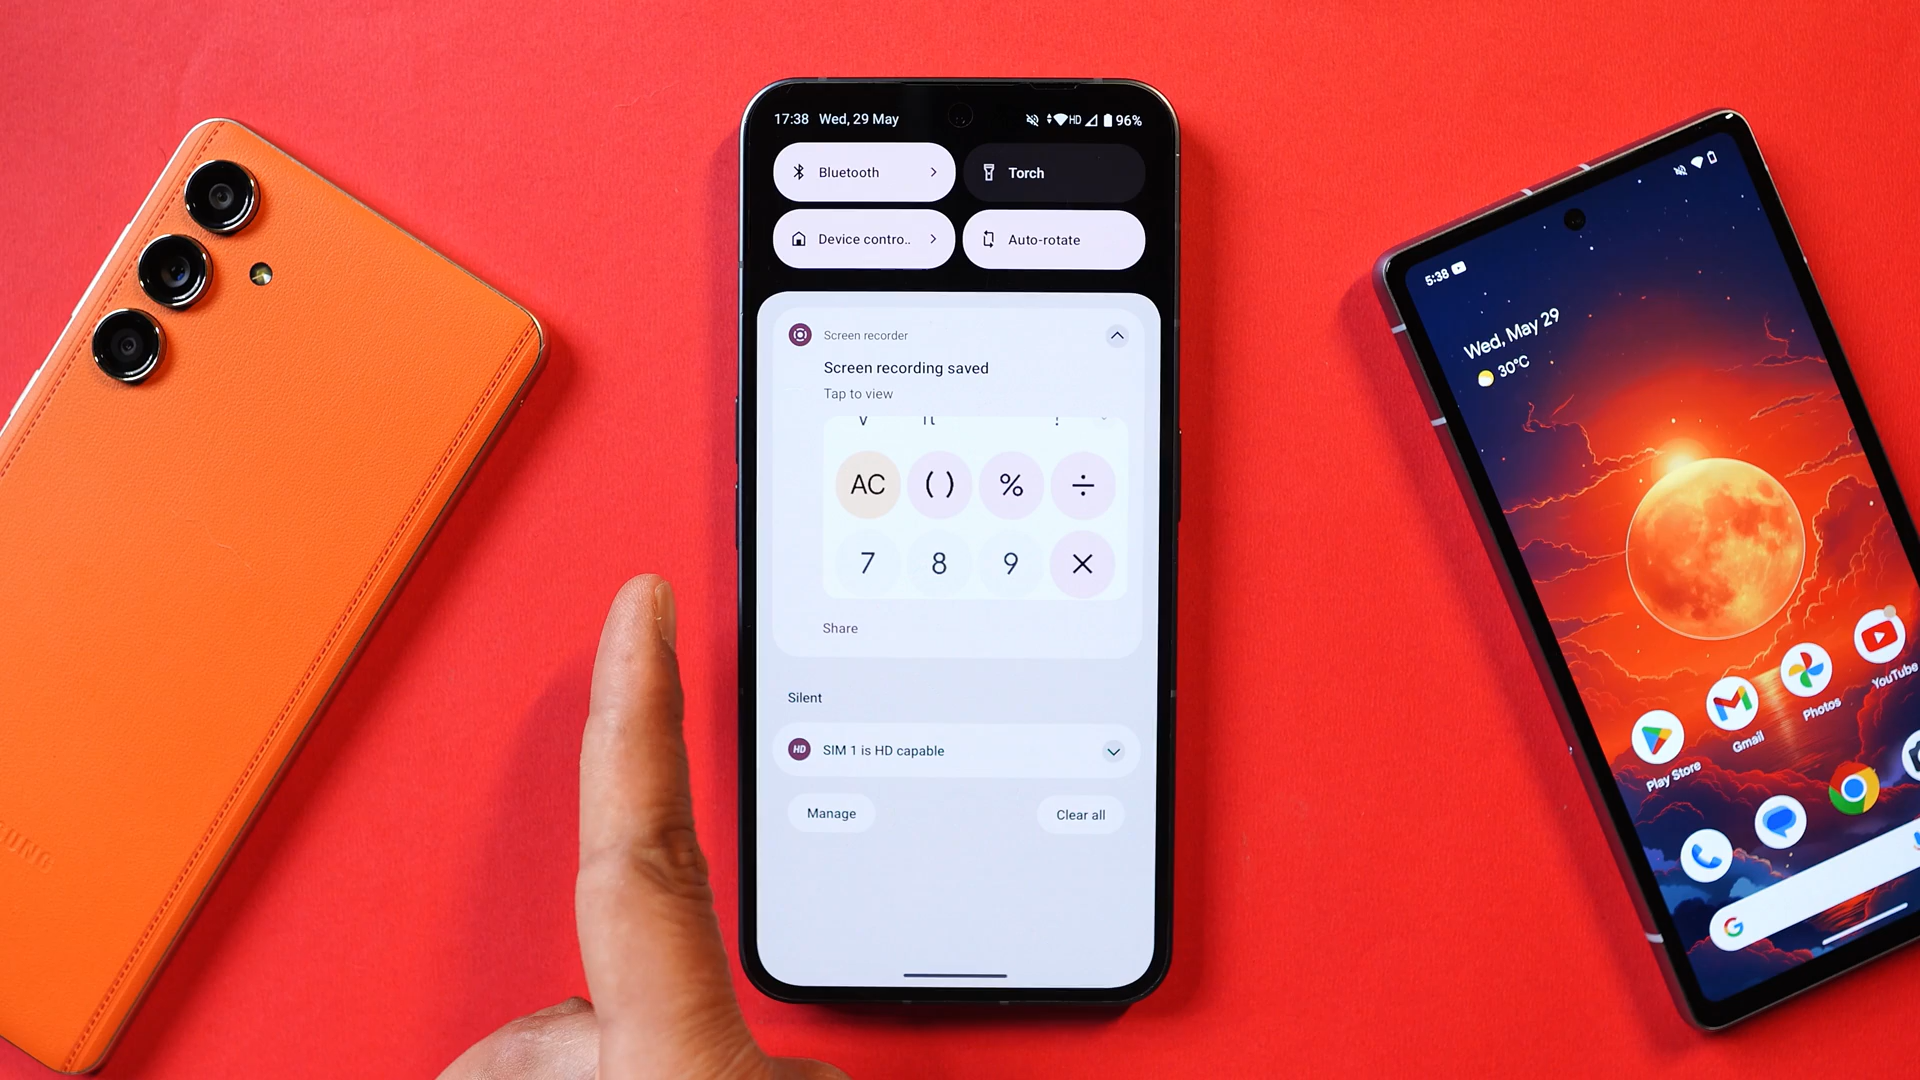 17:38 Wed, 29 May
HD 96%
Bluetooth
Torch
Device contro..
Auto-rotate
Screen recorder
Screen recording saved
Tap to view
AC ( ) % ÷
7 8 9 ×
Share
Silent
HD SIM 1 is HD capable
Manage
Clear all
5:38
Wed, May 29
30°C
YouTube
Photos
Gmail
Play Store
G